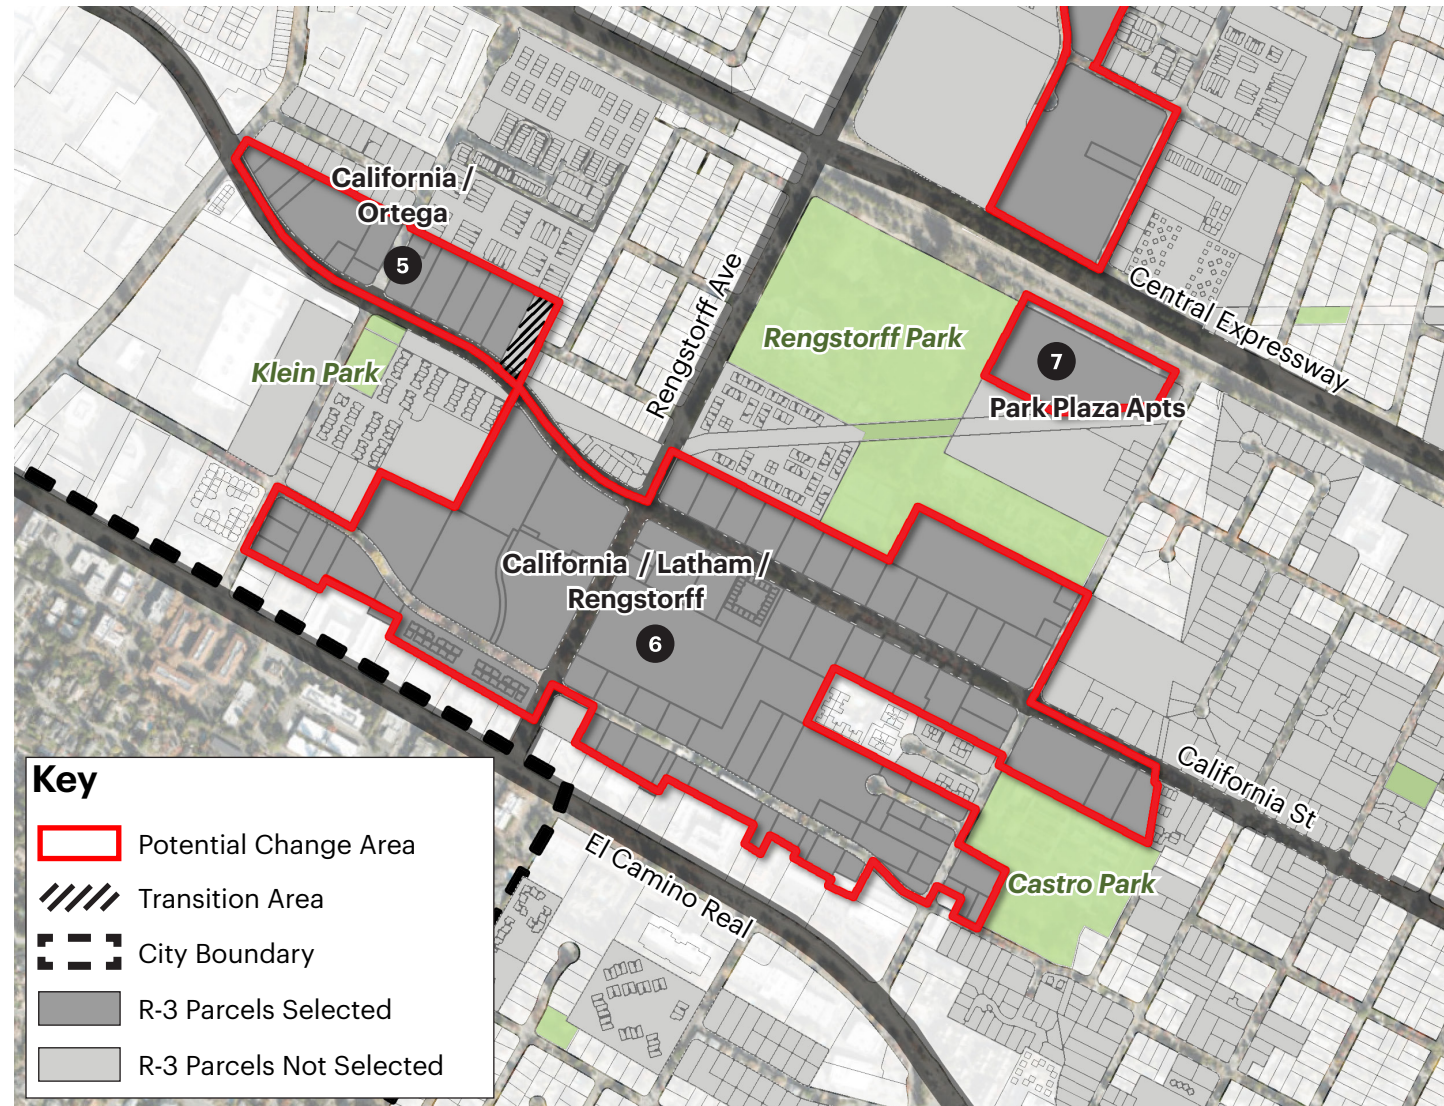 California /
Ortega
5
Rengstorff Ave
Rengstorff Park
Central Expressway
7
Park Plaza Apts
Klein Park
California / Latham /
Rengstorff
6
California St
El Camino Real
Castro Park
Key
Potential Change Area
Transition Area
City Boundary
R-3 Parcels Selected
R-3 Parcels Not Selected